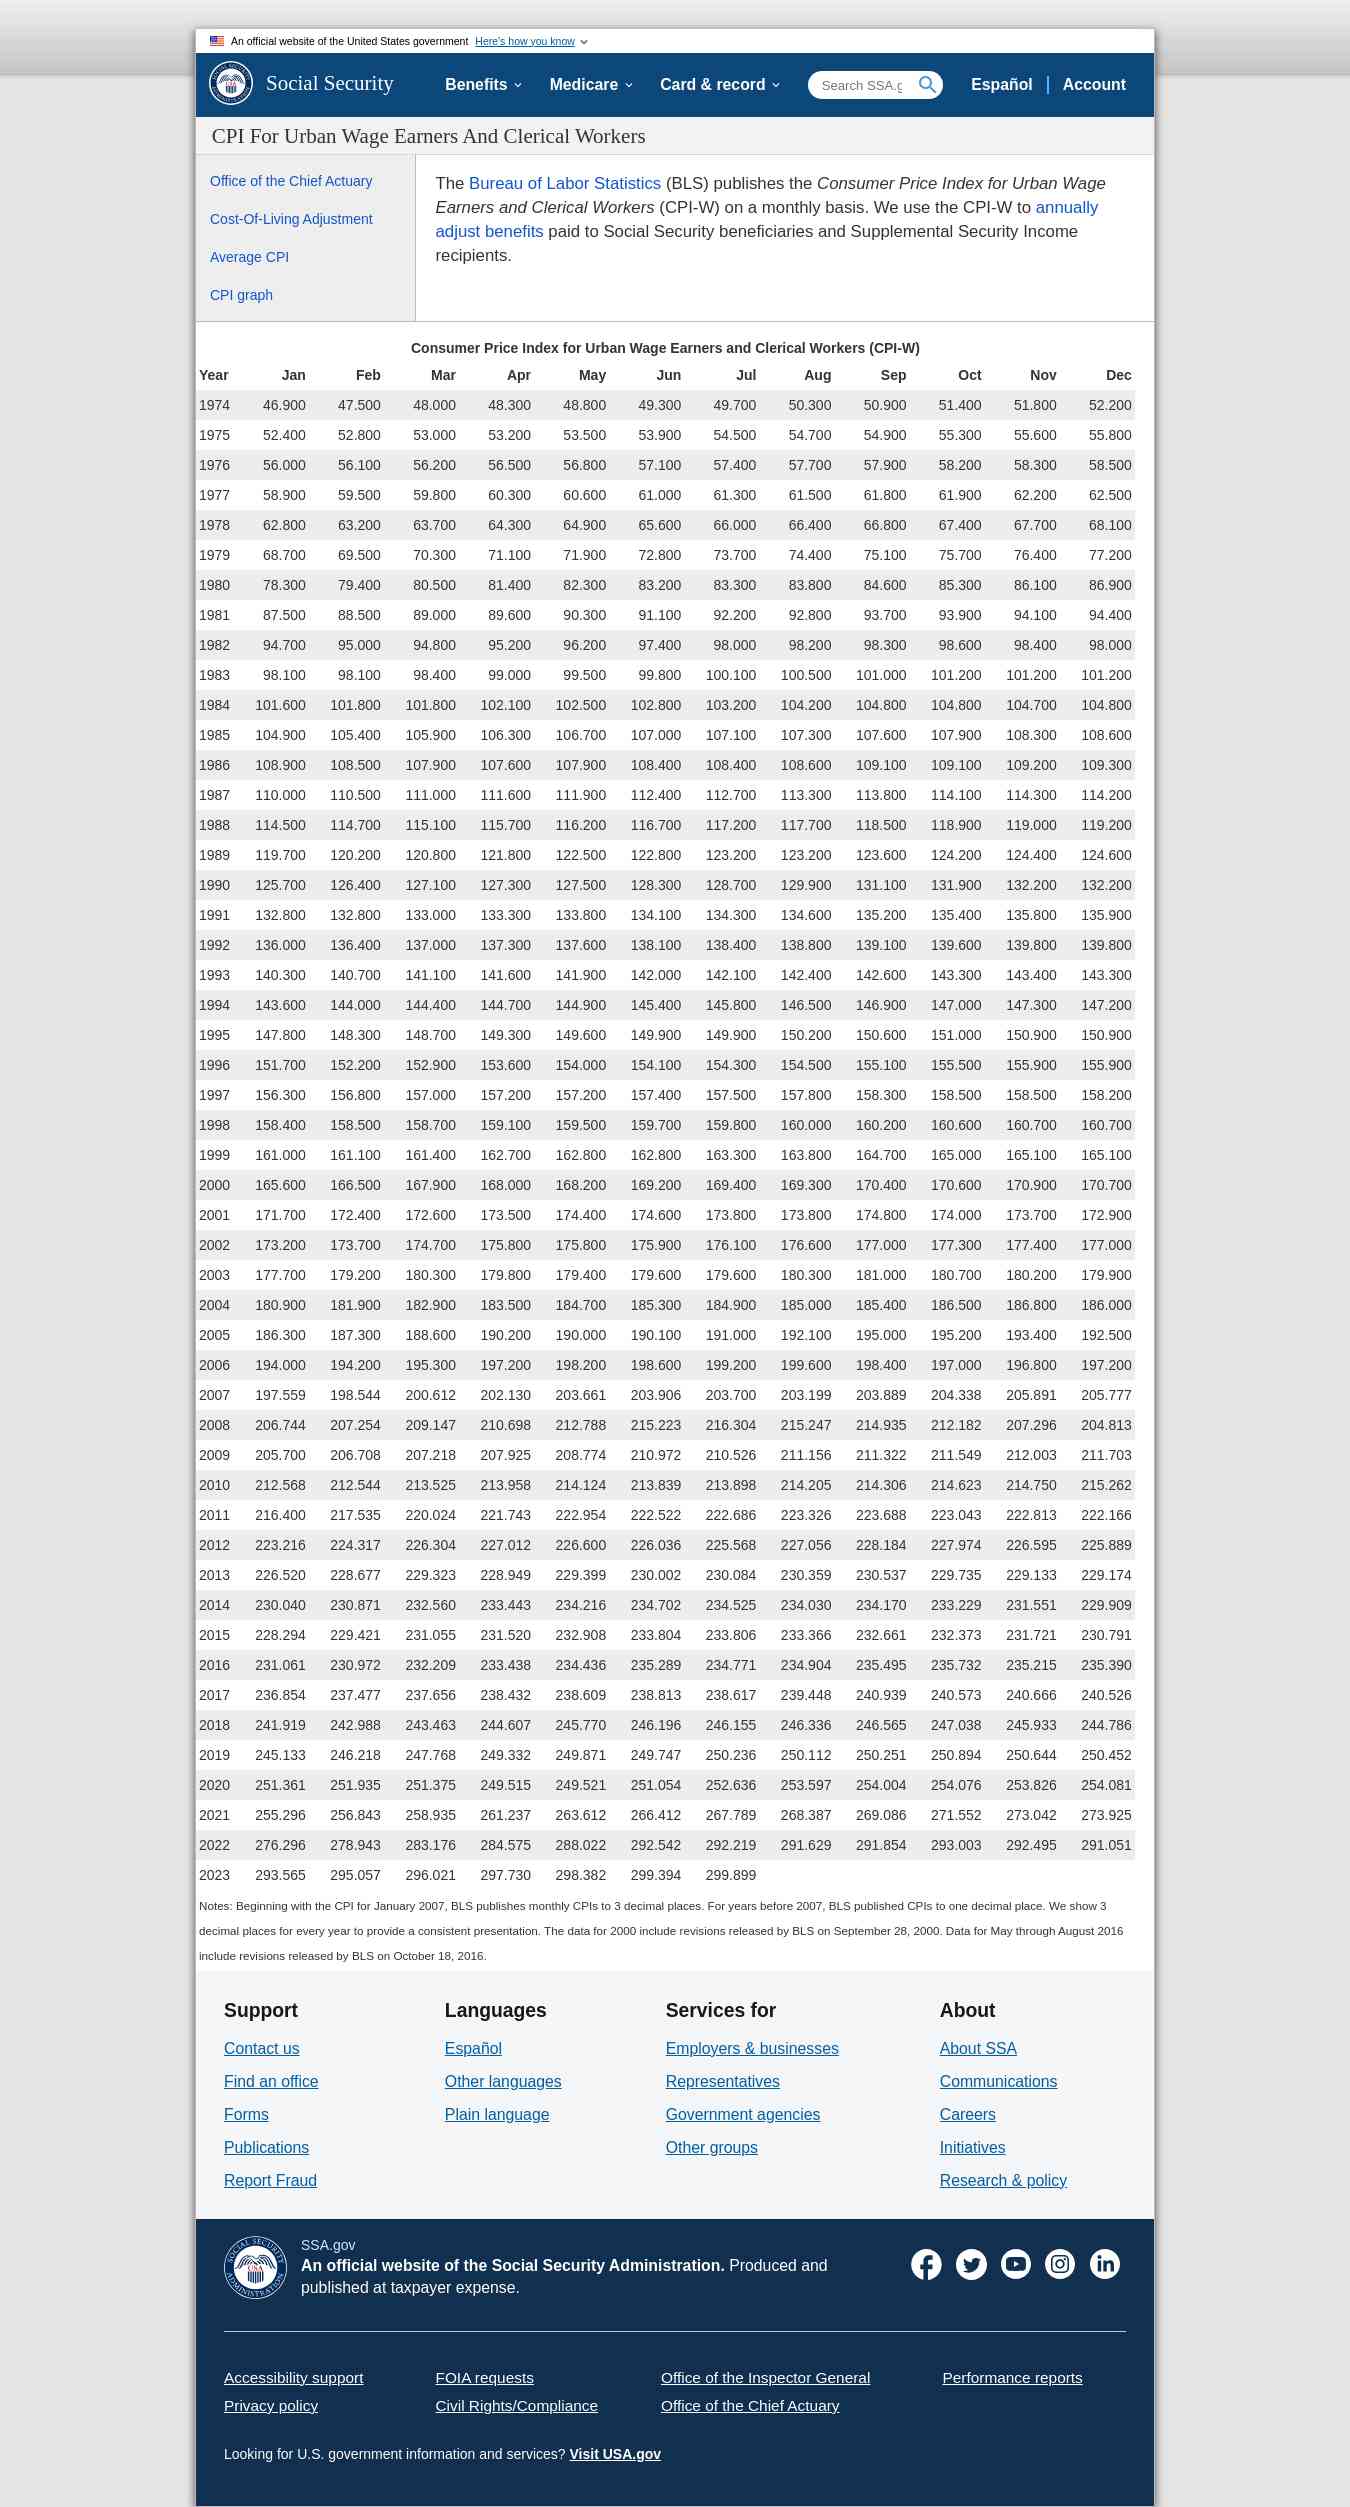 An official website of the United States government Here's how you know
Social Security Benefits Medicare Card & record Search SSA.g Español Account
CPI For Urban Wage Earners And Clerical Workers
Office of the Chief Actuary
Cost-Of-Living Adjustment
Average CPI
CPI graph
The Bureau of Labor Statistics (BLS) publishes the Consumer Price Index for Urban Wage
Earners and Clerical Workers (CPI-W) on a monthly basis. We use the CPI-W to annually
adjust benefits paid to Social Security beneficiaries and Supplemental Security Income
recipients.
Consumer Price Index for Urban Wage Earners and Clerical Workers (CPI-W)
Year Jan Feb Mar Apr May Jun Jul Aug Sep Oct Nov Dec
1974 46.900 47.500 48.000 48.300 48.800 49.300 49.700 50.300 50.900 51.400 51.800 52.200
1975 52.400 52.800 53.000 53.200 53.500 53.900 54.500 54.700 54.900 55.300 55.600 55.800
1976 56.000 56.100 56.200 56.500 56.800 57.100 57.400 57.700 57.900 58.200 58.300 58.500
1977 58.900 59.500 59.800 60.300 60.600 61.000 61.300 61.500 61.800 61.900 62.200 62.500
1978 62.800 63.200 63.700 64.300 64.900 65.600 66.000 66.400 66.800 67.400 67.700 68.100
1979 68.700 69.500 70.300 71.100 71.900 72.800 73.700 74.400 75.100 75.700 76.400 77.200
1980 78.300 79.400 80.500 81.400 82.300 83.200 83.300 83.800 84.600 85.300 86.100 86.900
1981 87.500 88.500 89.000 89.600 90.300 91.100 92.200 92.800 93.700 93.900 94.100 94.400
1982 94.700 95.000 94.800 95.200 96.200 97.400 98.000 98.200 98.300 98.600 98.400 98.000
1983 98.100 98.100 98.400 99.000 99.500 99.800 100.100 100.500 101.000 101.200 101.200 101.200
1984 101.600 101.800 101.800 102.100 102.500 102.800 103.200 104.200 104.800 104.800 104.700 104.800
1985 104.900 105.400 105.900 106.300 106.700 107.000 107.100 107.300 107.600 107.900 108.300 108.600
1986 108.900 108.500 107.900 107.600 107.900 108.400 108.400 108.600 109.100 109.100 109.200 109.300
1987 110.000 110.500 111.000 111.600 111.900 112.400 112.700 113.300 113.800 114.100 114.300 114.200
1988 114.500 114.700 115.100 115.700 116.200 116.700 117.200 117.700 118.500 118.900 119.000 119.200
1989 119.700 120.200 120.800 121.800 122.500 122.800 123.200 123.200 123.600 124.200 124.400 124.600
1990 125.700 126.400 127.100 127.300 127.500 128.300 128.700 129.900 131.100 131.900 132.200 132.200
1991 132.800 132.800 133.000 133.300 133.800 134.100 134.300 134.600 135.200 135.400 135.800 135.900
1992 136.000 136.400 137.000 137.300 137.600 138.100 138.400 138.800 139.100 139.600 139.800 139.800
1993 140.300 140.700 141.100 141.600 141.900 142.000 142.100 142.400 142.600 143.300 143.400 143.300
1994 143.600 144.000 144.400 144.700 144.900 145.400 145.800 146.500 146.900 147.000 147.300 147.200
1995 147.800 148.300 148.700 149.300 149.600 149.900 149.900 150.200 150.600 151.000 150.900 150.900
1996 151.700 152.200 152.900 153.600 154.000 154.100 154.300 154.500 155.100 155.500 155.900 155.900
1997 156.300 156.800 157.000 157.200 157.200 157.400 157.500 157.800 158.300 158.500 158.500 158.200
1998 158.400 158.500 158.700 159.100 159.500 159.700 159.800 160.000 160.200 160.600 160.700 160.700
1999 161.000 161.100 161.400 162.700 162.800 162.800 163.300 163.800 164.700 165.000 165.100 165.100
2000 165.600 166.500 167.900 168.000 168.200 169.200 169.400 169.300 170.400 170.600 170.900 170.700
2001 171.700 172.400 172.600 173.500 174.400 174.600 173.800 173.800 174.800 174.000 173.700 172.900
2002 173.200 173.700 174.700 175.800 175.800 175.900 176.100 176.600 177.000 177.300 177.400 177.000
2003 177.700 179.200 180.300 179.800 179.400 179.600 179.600 180.300 181.000 180.700 180.200 179.900
2004 180.900 181.900 182.900 183.500 184.700 185.300 184.900 185.000 185.400 186.500 186.800 186.000
2005 186.300 187.300 188.600 190.200 190.000 190.100 191.000 192.100 195.000 195.200 193.400 192.500
2006 194.000 194.200 195.300 197.200 198.200 198.600 199.200 199.600 198.400 197.000 196.800 197.200
2007 197.559 198.544 200.612 202.130 203.661 203.906 203.700 203.199 203.889 204.338 205.891 205.777
2008 206.744 207.254 209.147 210.698 212.788 215.223 216.304 215.247 214.935 212.182 207.296 204.813
2009 205.700 206.708 207.218 207.925 208.774 210.972 210.526 211.156 211.322 211.549 212.003 211.703
2010 212.568 212.544 213.525 213.958 214.124 213.839 213.898 214.205 214.306 214.623 214.750 215.262
2011 216.400 217.535 220.024 221.743 222.954 222.522 222.686 223.326 223.688 223.043 222.813 222.166
2012 223.216 224.317 226.304 227.012 226.600 226.036 225.568 227.056 228.184 227.974 226.595 225.889
2013 226.520 228.677 229.323 228.949 229.399 230.002 230.084 230.359 230.537 229.735 229.133 229.174
2014 230.040 230.871 232.560 233.443 234.216 234.702 234.525 234.030 234.170 233.229 231.551 229.909
2015 228.294 229.421 231.055 231.520 232.908 233.804 233.806 233.366 232.661 232.373 231.721 230.791
2016 231.061 230.972 232.209 233.438 234.436 235.289 234.771 234.904 235.495 235.732 235.215 235.390
2017 236.854 237.477 237.656 238.432 238.609 238.813 238.617 239.448 240.939 240.573 240.666 240.526
2018 241.919 242.988 243.463 244.607 245.770 246.196 246.155 246.336 246.565 247.038 245.933 244.786
2019 245.133 246.218 247.768 249.332 249.871 249.747 250.236 250.112 250.251 250.894 250.644 250.452
2020 251.361 251.935 251.375 249.515 249.521 251.054 252.636 253.597 254.004 254.076 253.826 254.081
2021 255.296 256.843 258.935 261.237 263.612 266.412 267.789 268.387 269.086 271.552 273.042 273.925
2022 276.296 278.943 283.176 284.575 288.022 292.542 292.219 291.629 291.854 293.003 292.495 291.051
2023 293.565 295.057 296.021 297.730 298.382 299.394 299.899
Notes: Beginning with the CPI for January 2007, BLS publishes monthly CPIs to 3 decimal places. For years before 2007, BLS published CPIs to one decimal place. We show 3
decimal places for every year to provide a consistent presentation. The data for 2000 include revisions released by BLS on September 28, 2000. Data for May through August 2016
include revisions released by BLS on October 18, 2016.
Support Languages Services for About
Contact us Español Employers & businesses About SSA
Find an office Other languages Representatives Communications
Forms Plain language Government agencies Careers
Publications Other groups Initiatives
Report Fraud Research & policy
SOCIAL SECURITY ADMINISTRATION
USA
SSA.gov
An official website of the Social Security Administration. Produced and
published at taxpayer expense.
Accessibility support FOIA requests Office of the Inspector General Performance reports
Privacy policy Civil Rights/Compliance Office of the Chief Actuary
Looking for U.S. government information and services? Visit USA.gov